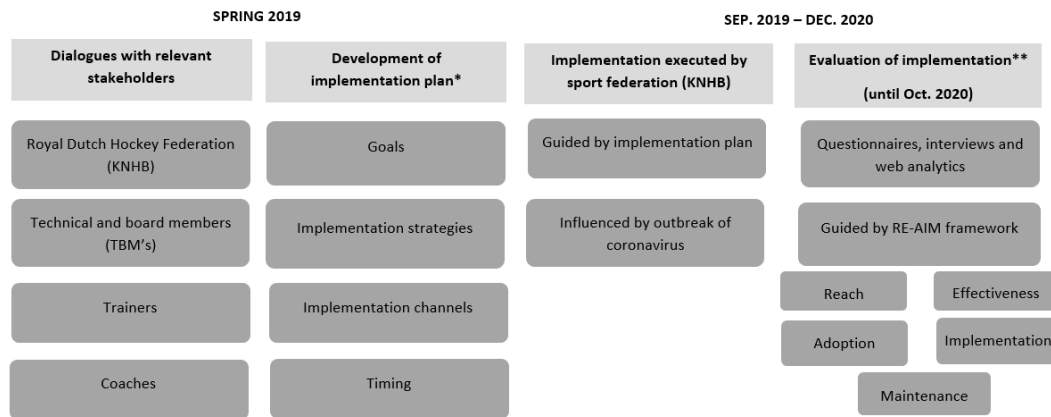 SPRING 2019
SEP. 2019 – DEC. 2020
Dialogues with relevant
stakeholders
Royal Dutch Hockey Federation
(KNHB)
Technical and board members
(TBM's)
Trainers
Coaches
Development of
implementation plan*
Goals
Implementation strategies
Implementation channels
Timing
Implementation executed by
sport federation (KNHB)
Guided by implementation plan
Influenced by outbreak of
coronavirus
Evaluation of implementation**
(until Oct. 2020)
Questionnaires, interviews and
web analytics
Guided by RE-AIM framework
Reach
Effectiveness
Adoption
Implementation
Maintenance